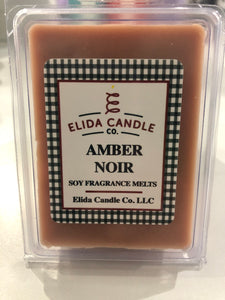 ELIDA CANDLE
CO.
AMBER
NOIR
SOY FRAGRANCE MELTS
Elida Candle Co. LLC